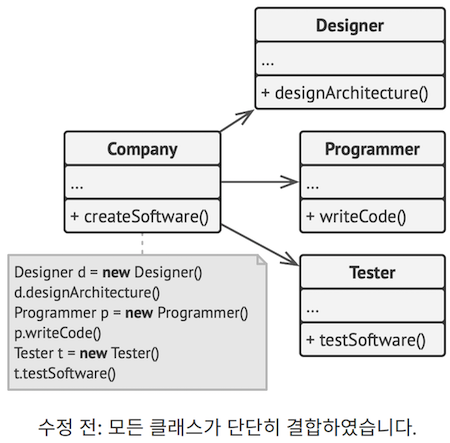 Designer
...
+ designArchitecture()
Company
...
+ createSoftware()
Programmer
...
+ writeCode()
Tester
...
+ testSoftware()
Designer d = new Designer()
d.designArchitecture()
Programmer p = new Programmer()
p.writeCode()
Tester t = new Tester()
t.testSoftware()
수정 전: 모든 클래스가 단단히 결합하였습니다.